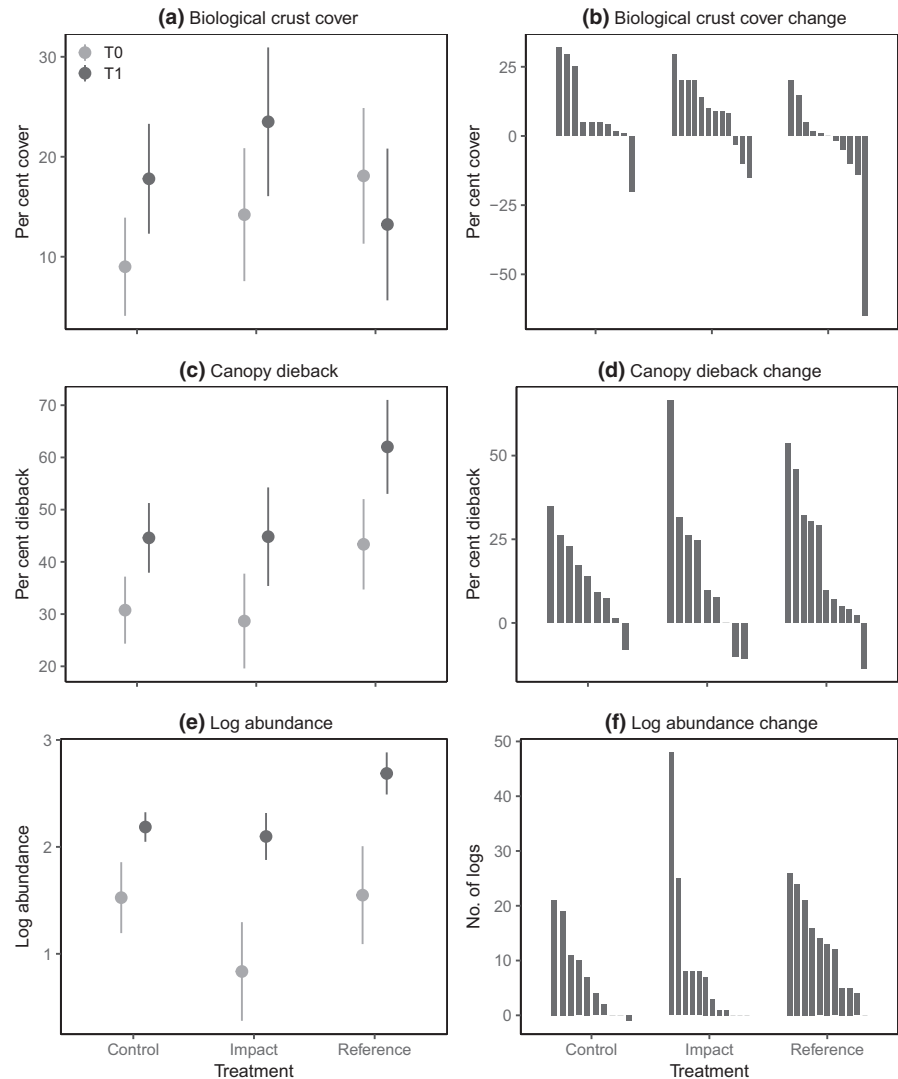 (a) Biological crust cover
T0
T1
30
20
10
Per cent cover
(b) Biological crust cover change
25
0
−25
−50
Per cent cover
(c) Canopy dieback
70
60
50
40
30
20
Per cent dieback
(d) Canopy dieback change
50
25
0
Per cent dieback
(e) Log abundance
3
2
1
Log abundance
Control Impact Reference
Treatment
(f) Log abundance change
50
40
30
20
10
0
No. of logs
Control Impact Reference
Treatment